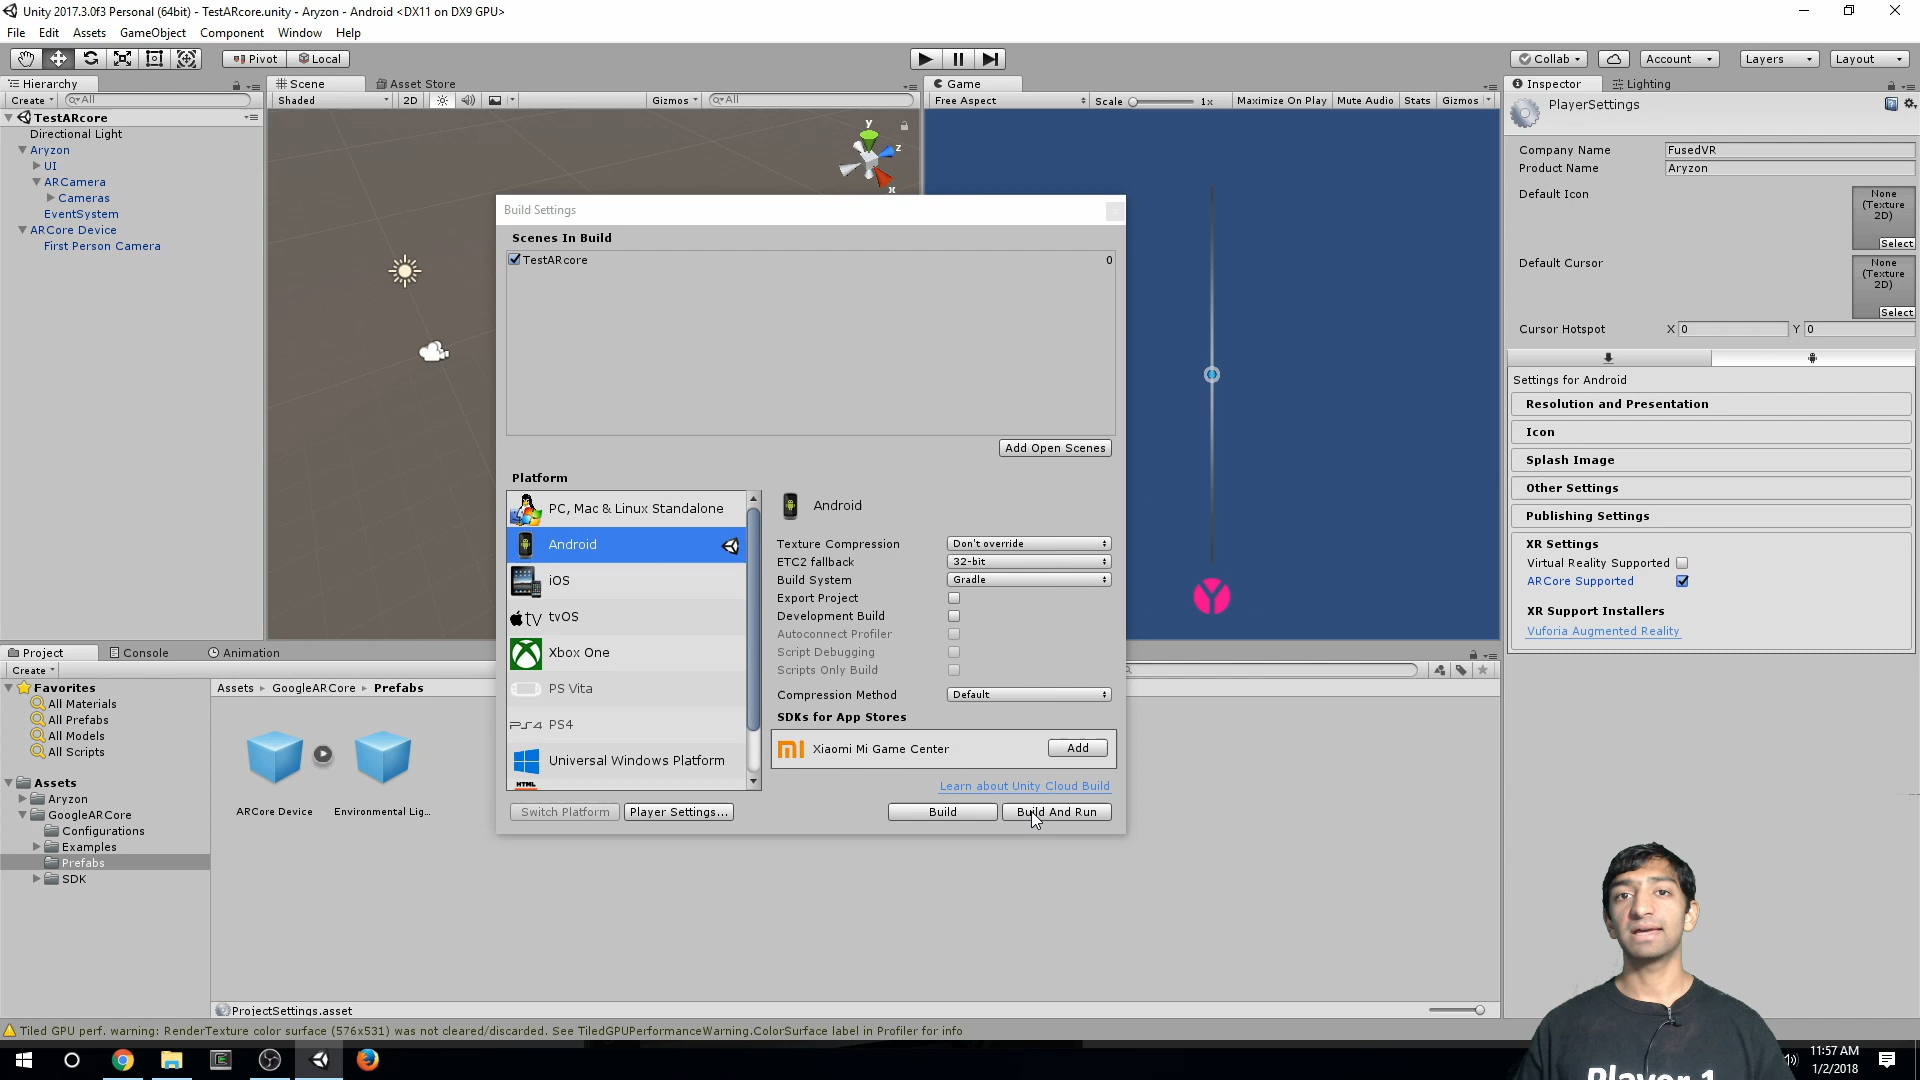 Unity 2017.3.0f3 Personal (64bit) - TestARcore.unity - Aryzon - Android <DX11 on DX9 GPU>
File Edit Assets GameObject Component Window Help
Pivot Local
Collab Account Layers Layout
Hierarchy
Create All
TestARcore
Directional Light
Aryzon
UI
ARCamera
Cameras
EventSystem
ARCore Device
First Person Camera
Scene Asset Store
Shaded 2D Gizmos All
y
z
x
Game
Free Aspect Scale 1x Maximize On Play Mute Audio Stats Gizmos
Build Settings
Scenes In Build
TestARcore 0
Add Open Scenes
Platform
PC, Mac & Linux Standalone
Android
iOS
tv tvOS
Xbox One
PS Vita
PS4 PS4
Universal Windows Platform
HTML
Android
Texture Compression Don't override
ETC2 fallback 32-bit
Build System Gradle
Export Project
Development Build
Autoconnect Profiler
Script Debugging
Scripts Only Build
Compression Method Default
SDKs for App Stores
Xiaomi Mi Game Center Add
Learn about Unity Cloud Build
Switch Platform Player Settings... Build Build And Run
Inspector Lighting
PlayerSettings
Company Name FusedVR
Product Name Aryzon
Default Icon
None
(Texture
2D)
Select
Default Cursor
None
(Texture
2D)
Select
Cursor Hotspot X 0 Y 0
Settings for Android
Resolution and Presentation
Icon
Splash Image
Other Settings
Publishing Settings
XR Settings
Virtual Reality Supported
ARCore Supported
XR Support Installers
Vuforia Augmented Reality
Project Console Animation
Create
Favorites
All Materials
All Prefabs
All Models
All Scripts
Assets
Aryzon
GoogleARCore
Configurations
Examples
Prefabs
SDK
Assets GoogleARCore Prefabs
ARCore Device Environmental Lig...
ProjectSettings.asset
Tiled GPU perf. warning: RenderTexture color surface (576x531) was not cleared/discarded. See TiledGPUPerformanceWarning.ColorSurface label in Profiler for info
Player 1
11:57 AM
1/2/2018